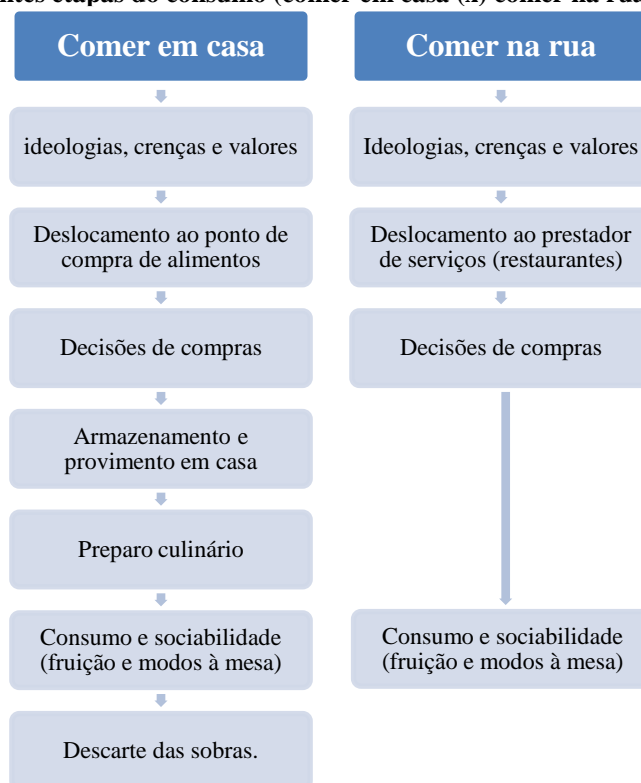 etapas do consumo (comer em casa (x) comer na rua
Comer em casa
ideologias, crenças e valores
Deslocamento ao ponto de
compra de alimentos
Decisões de compras
Armazenamento e
provimento em casa
Preparo culinário
Consumo e sociabilidade
(fruição e modos à mesa)
Descarte das sobras.
Comer na rua
Ideologias, crenças e valores
Deslocamento ao prestador
de serviços (restaurantes)
Decisões de compras
Consumo e sociabilidade
(fruição e modos à mesa)